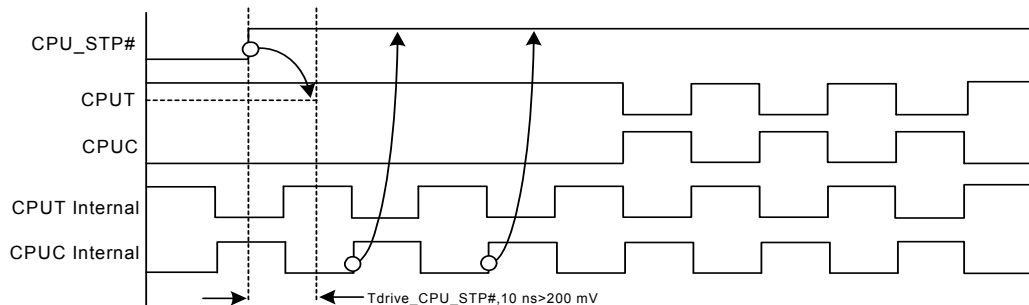 CPU_STP#
CPUT
CPUC
CPUT Internal
CPUC Internal
Tdrive_CPU_STP#,10 ns>200 mV